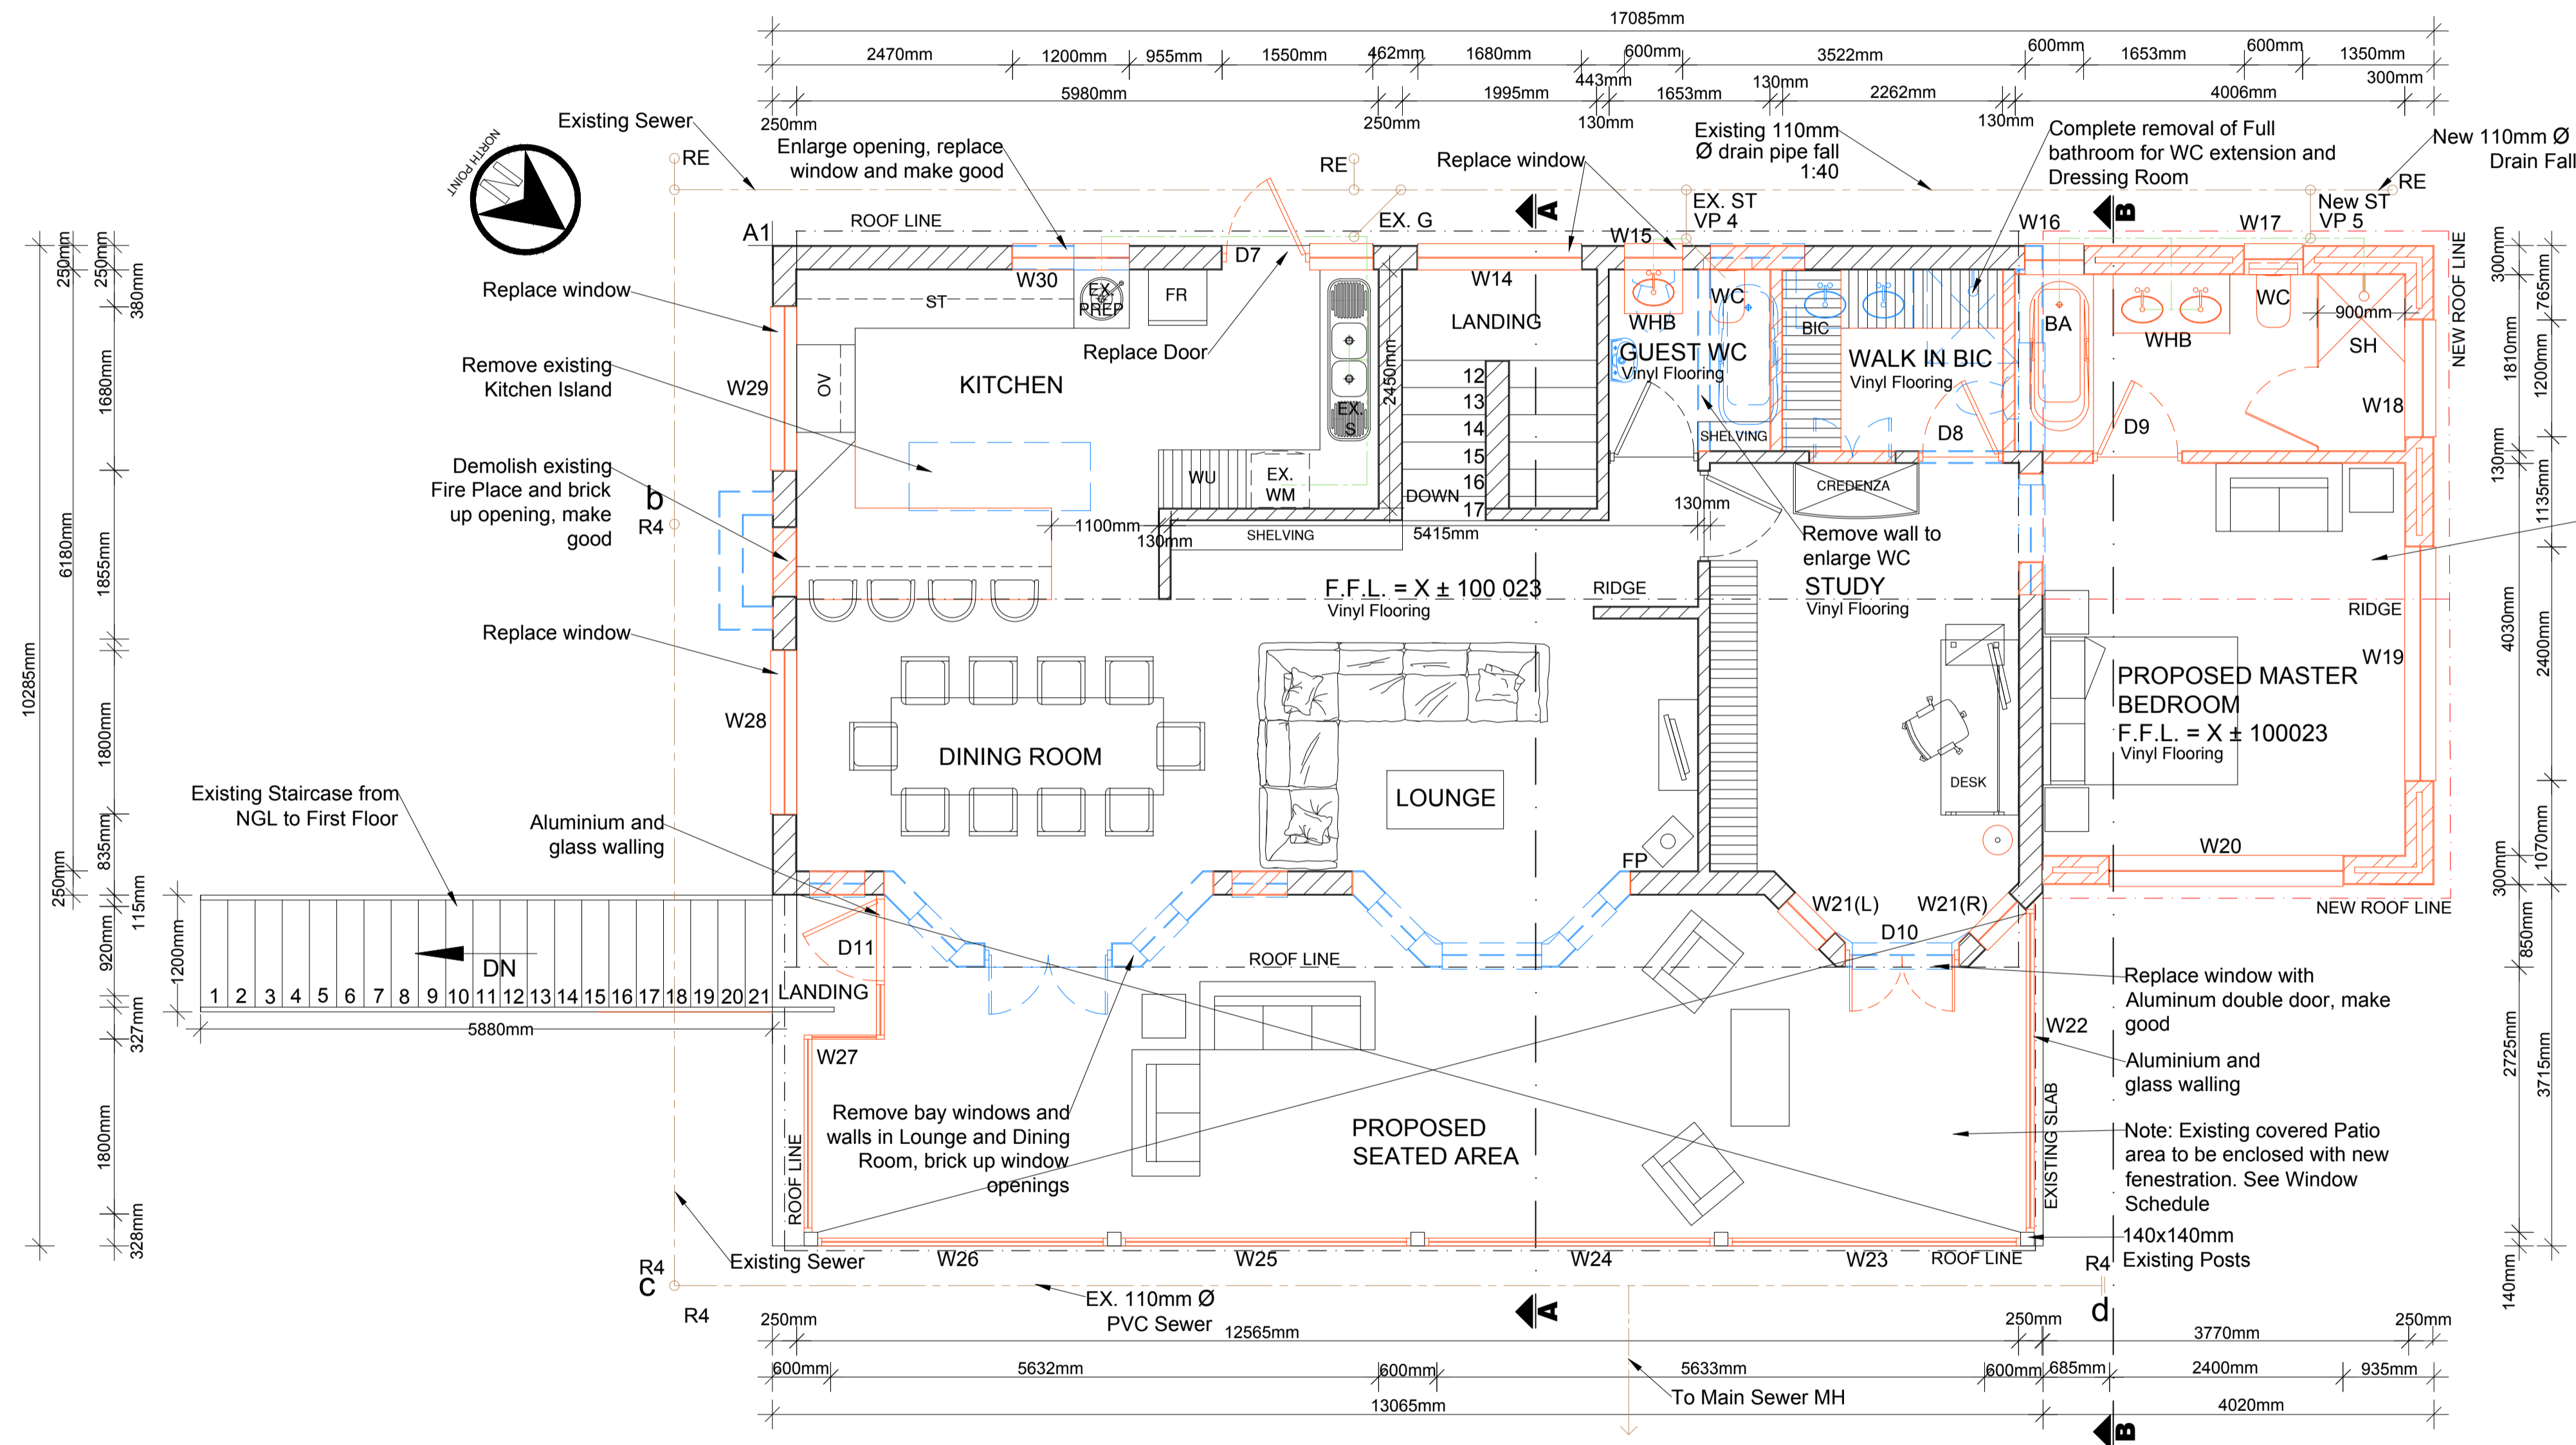 17085mm
2470mm
1200mm
955mm
1550mm
462mm
1680mm
600mm
3522mm
600mm
1653mm
600mm
1350mm
443mm
130mm
300mm
5980mm
1995mm
1653mm
2262mm
4006mm
250mm
250mm
130mm
130mm
Existing Sewer
NORTH POINT
N
RE
Enlarge opening, replace
window and make good
RE
Replace window
Existing 110mm
Ø drain pipe fall
1:40
Complete removal of Full
bathroom for WC extension and
Dressing Room
New 110mm Ø
Drain Fall
RE
A1
ROOF LINE
EX. G
A
EX. ST
VP 4
W15
W16
B
W17
New ST
VP 5
D7
W30
W14
ST
EX.
PREP
FR
LANDING
WHB
WC
BIC
BA
WHB
WC
900mm
SH
NEW ROOF LINE
Replace window
Replace Door
GUEST WC
Vinyl Flooring
WALK IN BIC
Vinyl Flooring
Remove existing
Kitchen Island
W29
OV
KITCHEN
2450mm
EX.
S
12
13
14
15
16
17
DOWN
SHELVING
D8
D9
W18
Demolish existing
Fire Place and brick
up opening, make
good
b
R4
WU
EX.
WM
CREDENZA
130mm
1100mm
130mm
SHELVING
5415mm
Remove wall to
enlarge WC
F.F.L. = X ± 100 023
Vinyl Flooring
RIDGE
STUDY
Vinyl Flooring
RIDGE
Replace window
W28
DINING ROOM
LOUNGE
FP
DESK
W19
PROPOSED MASTER
BEDROOM
F.F.L. = X ± 100023
Vinyl Flooring
W20
NEW ROOF LINE
Existing Staircase from
NGL to First Floor
Aluminium and
glass walling
W21(L)
W21(R)
D10
D11
DN
1
2
3
4
5
6
7
8
9
10
11
12
13
14
15
16
17
18
19
20
21
LANDING
5880mm
W27
ROOF LINE
Replace window with
Aluminum double door, make
good
W22
Aluminium and
glass walling
ROOF LINE
Remove bay windows and
walls in Lounge and Dining
Room, brick up window
openings
PROPOSED
SEATED AREA
EXISTING SLAB
Note: Existing covered Patio
area to be enclosed with new
fenestration. See Window
Schedule
140x140mm
Existing Posts
Existing Sewer
W26
W25
W24
W23
ROOF LINE
R4
c
R4
R4
d
EX. 110mm Ø
PVC Sewer
A
To Main Sewer MH
B
250mm
12565mm
250mm
3770mm
250mm
600mm
5632mm
600mm
5633mm
600mm
685mm
2400mm
935mm
13065mm
4020mm
10285mm
250mm
6180mm
250mm
250mm
380mm
1680mm
1855mm
1800mm
835mm
115mm
920mm
327mm
1800mm
328mm
1200mm
300mm
1810mm
130mm
4030mm
300mm
850mm
2725mm
140mm
765mm
1200mm
1135mm
2400mm
1070mm
3715mm